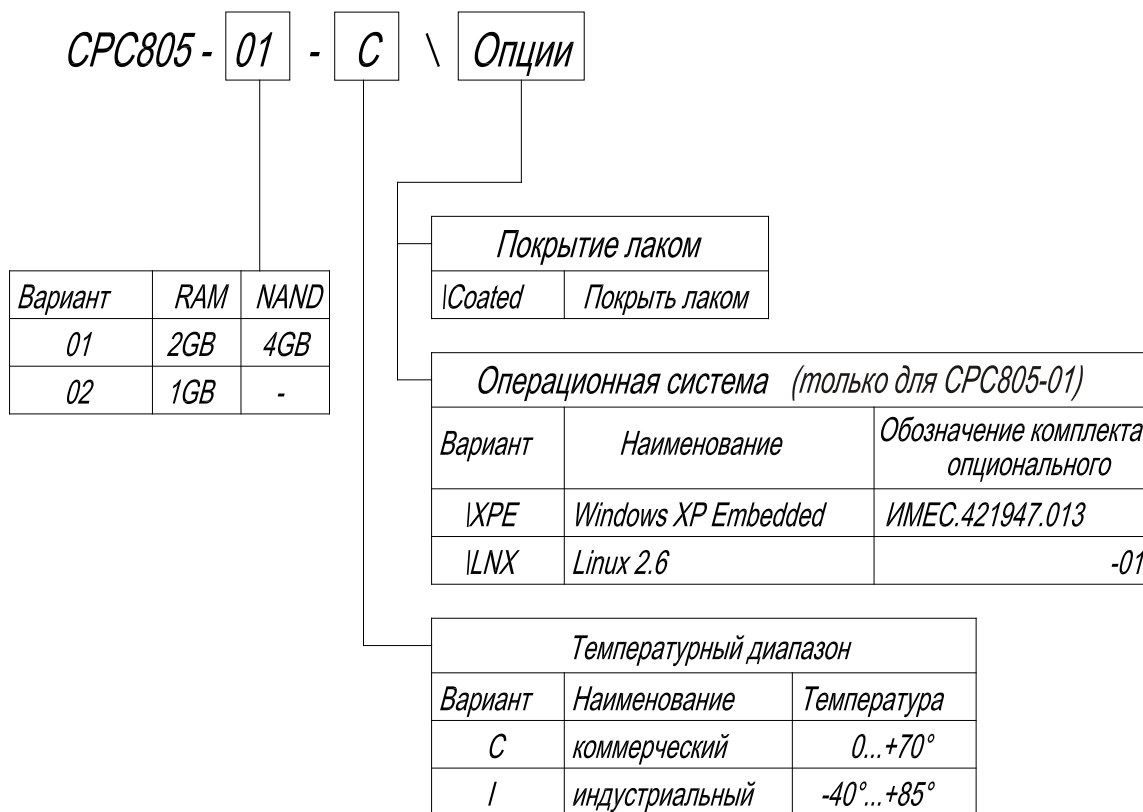 CPC805 - 01 - C \ Опции
Покрытие лаком
\Coated Покрыть лаком
Вариант RAM NAND
01 2GB 4GB
02 1GB -
Операционная система (только для CPC805-01)
Вариант Наименование Обозначение комплекта опционального
\XPE Windows XP Embedded ИМЕС.421947.013
\LNX Linux 2.6 -01
Температурный диапазон
Вариант Наименование Температура
C коммерческий 0...+70°
I индустриальный -40°...+85°